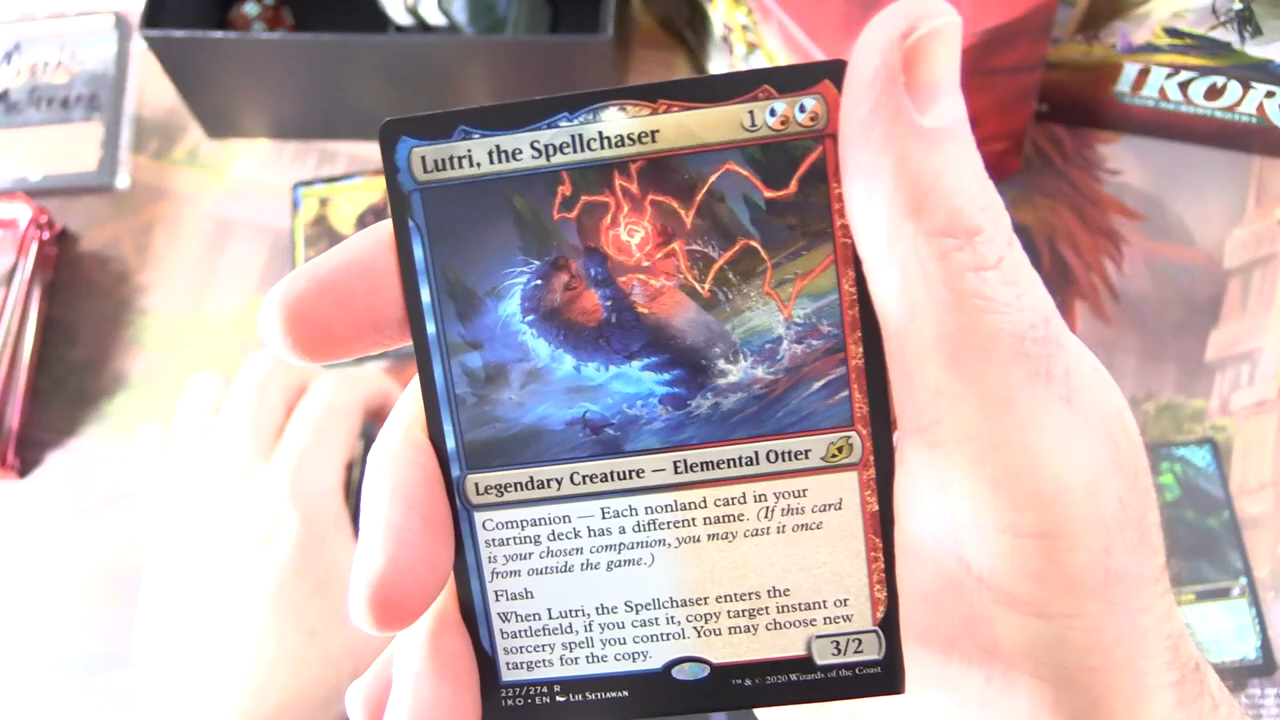 IKOR
Lutri, the Spellchaser
1
Legendary Creature — Elemental Otter
Companion — Each nonland card in your
starting deck has a different name. (If this card
is your chosen companion, you may cast it once
from outside the game.)
Flash
When Lutri, the Spellchaser enters the
battlefield, if you cast it, copy target instant or
sorcery spell you control. You may choose new
targets for the copy.
3/2
227/274 R
IKO • EN LIE SETIAWAN
™ & © 2020 Wizards of the Coast